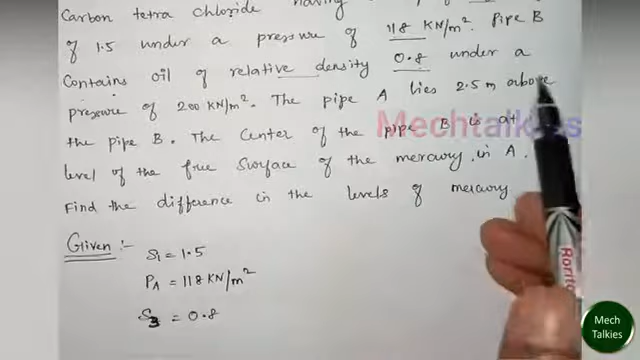 Carbon tetra Chloride having
of 1.5 under a pressure of 118 KN/m². Pipe B
Contains oil of relative density 0.8 under a
pressure of 200 KN/m². The pipe A lies 2.5 m above
the pipe B. The Center of the pipe B is at
level of the free Surface of the mercury in A.
Find the difference in the levels of mercury
Given :-
S₁ = 1.5
P_A = 118 KN/m²
S₃ = 0.8
Mechtalkies
Rorito
Mech
Talkies